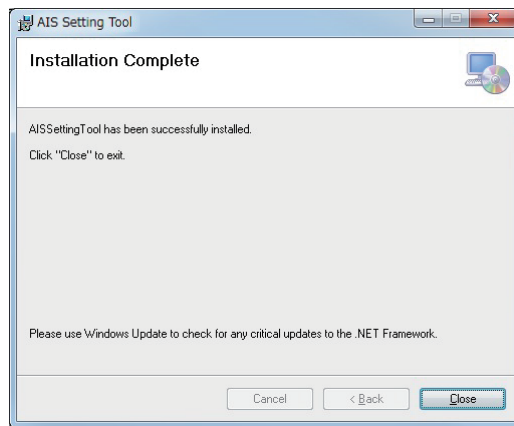 AIS Setting Tool
Installation Complete
AISSettingTool has been successfully installed.
Click "Close" to exit.
Please use Windows Update to check for any critical updates to the .NET Framework.
Cancel
< Back
Close